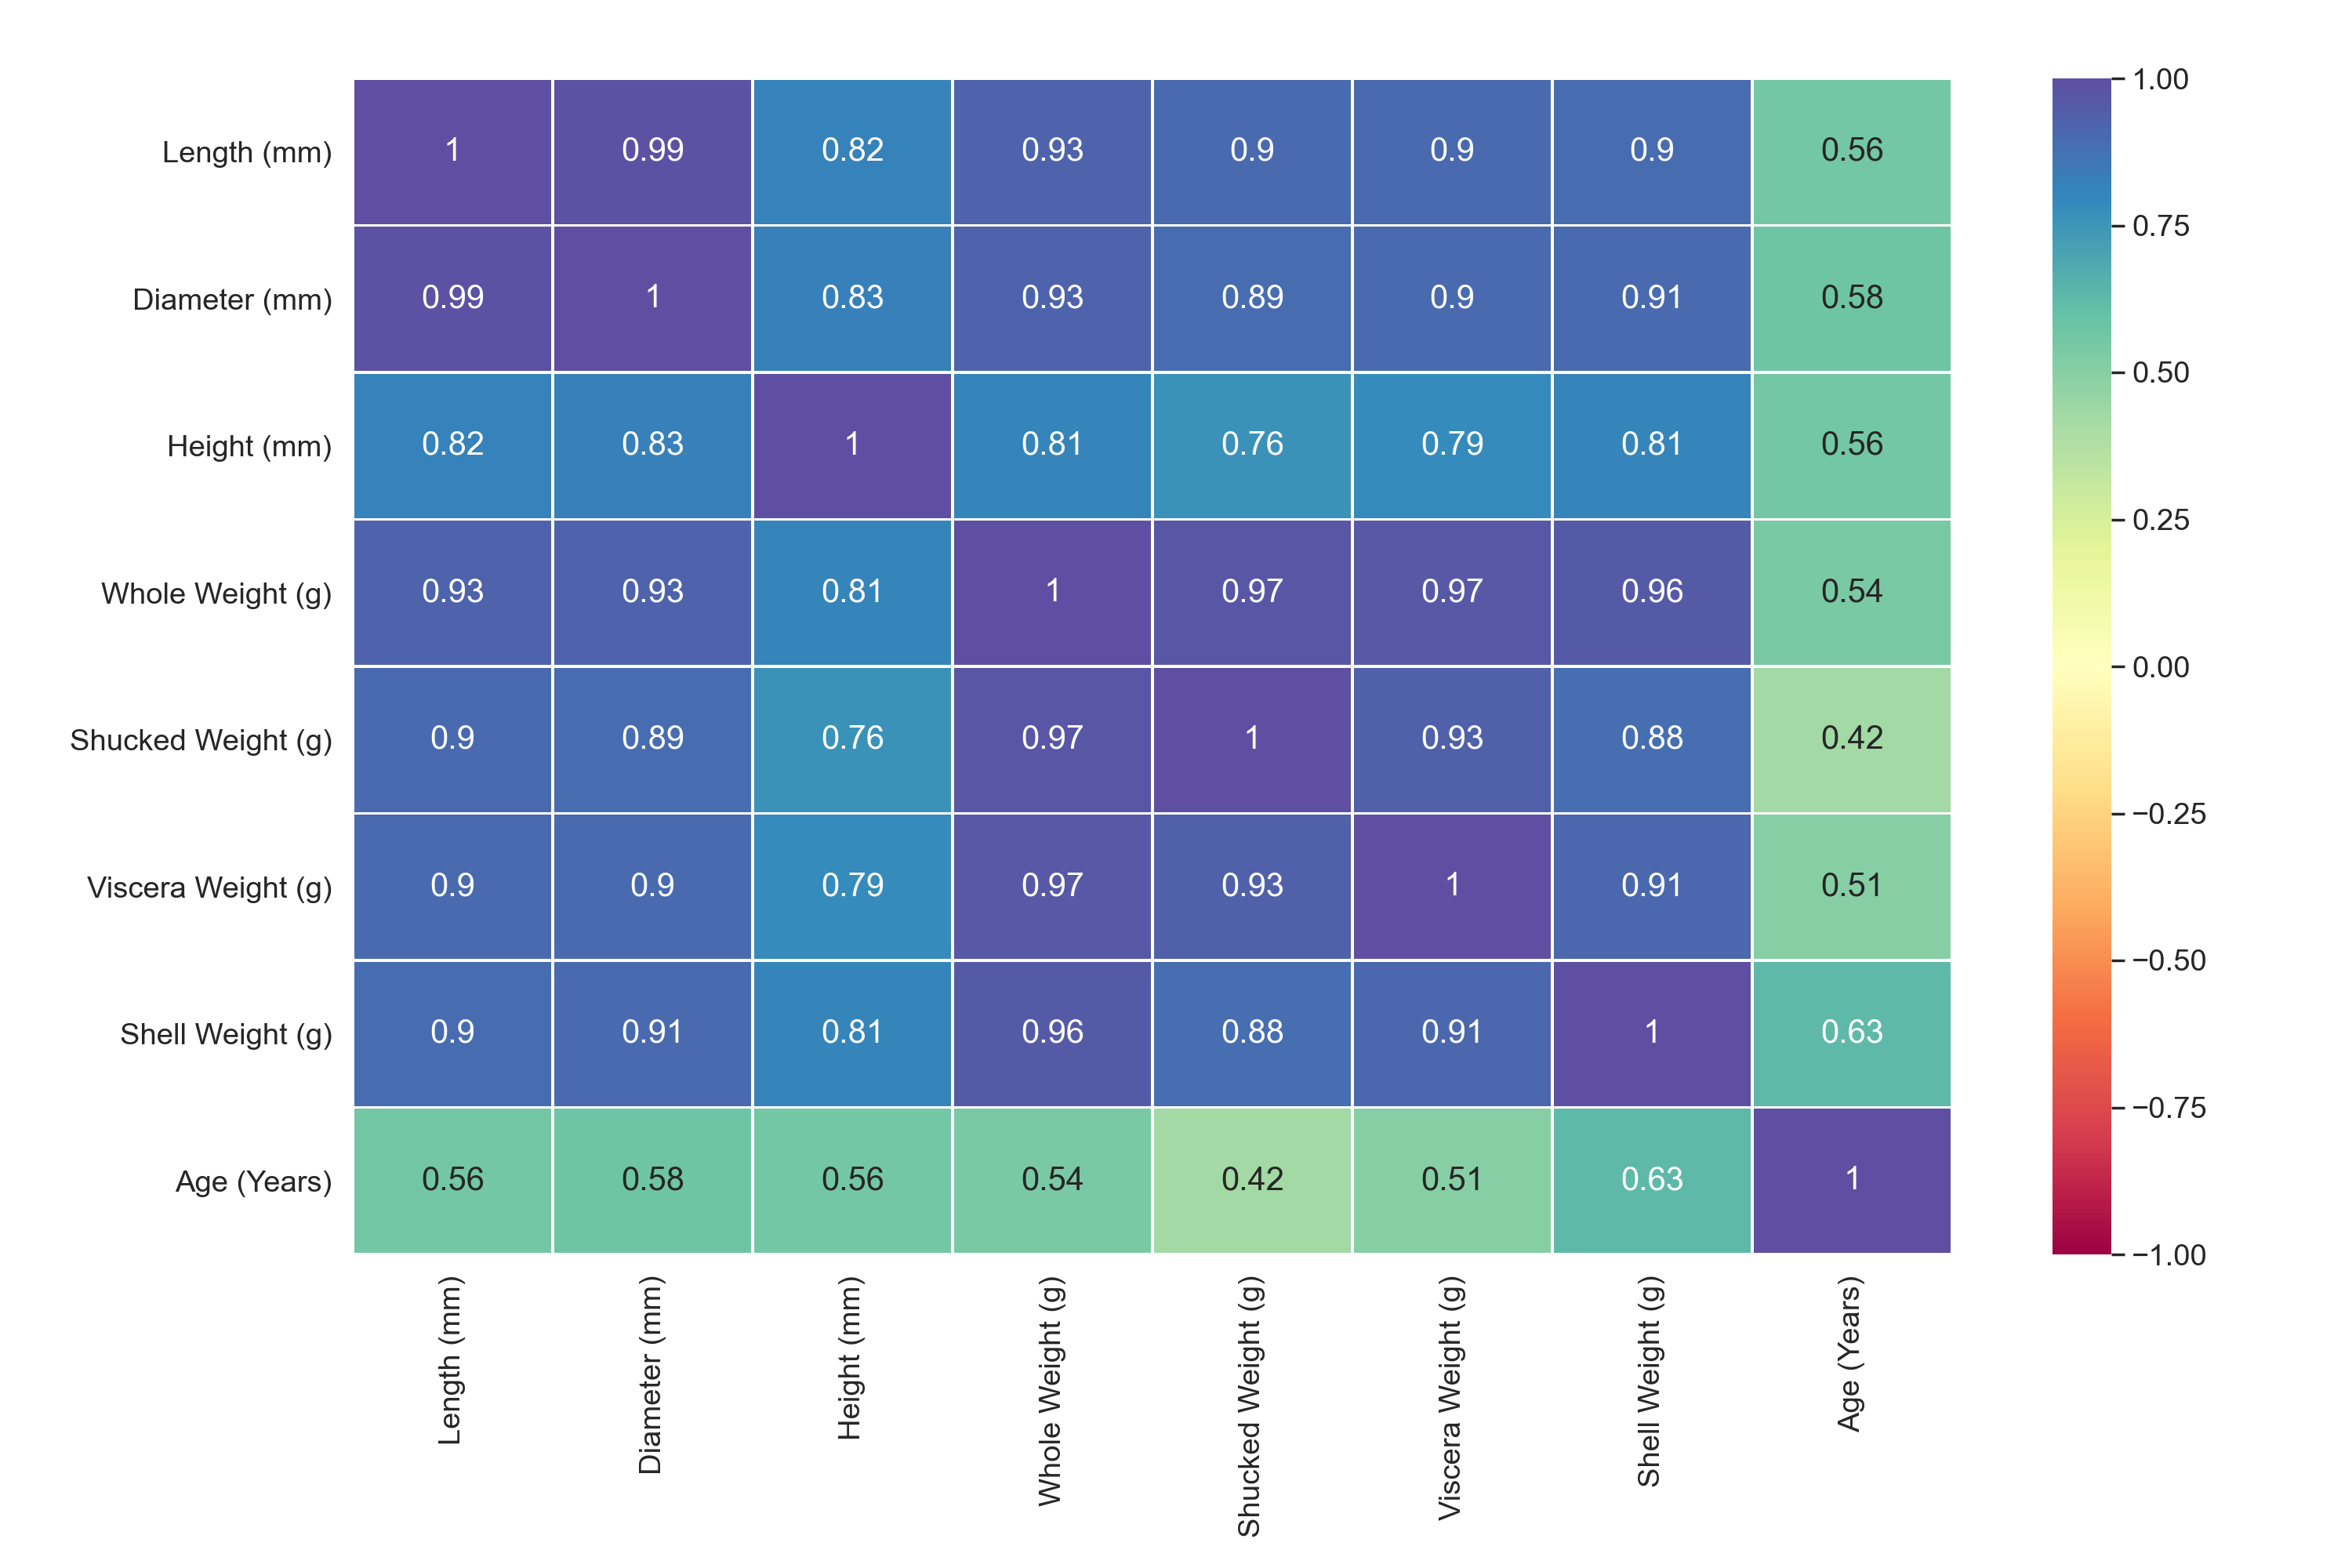 Length (mm) 1 0.99 0.82 0.93 0.9 0.9 0.9 0.56
Diameter (mm) 0.99 1 0.83 0.93 0.89 0.9 0.91 0.58
Height (mm) 0.82 0.83 1 0.81 0.76 0.79 0.81 0.56
Whole Weight (g) 0.93 0.93 0.81 1 0.97 0.97 0.96 0.54
Shucked Weight (g) 0.9 0.89 0.76 0.97 1 0.93 0.88 0.42
Viscera Weight (g) 0.9 0.9 0.79 0.97 0.93 1 0.91 0.51
Shell Weight (g) 0.9 0.91 0.81 0.96 0.88 0.91 1 0.63
Age (Years) 0.56 0.58 0.56 0.54 0.42 0.51 0.63 1
Length (mm)
Diameter (mm)
Height (mm)
Whole Weight (g)
Shucked Weight (g)
Viscera Weight (g)
Shell Weight (g)
Age (Years)
1.00
0.75
0.50
0.25
0.00
−0.25
−0.50
−0.75
−1.00